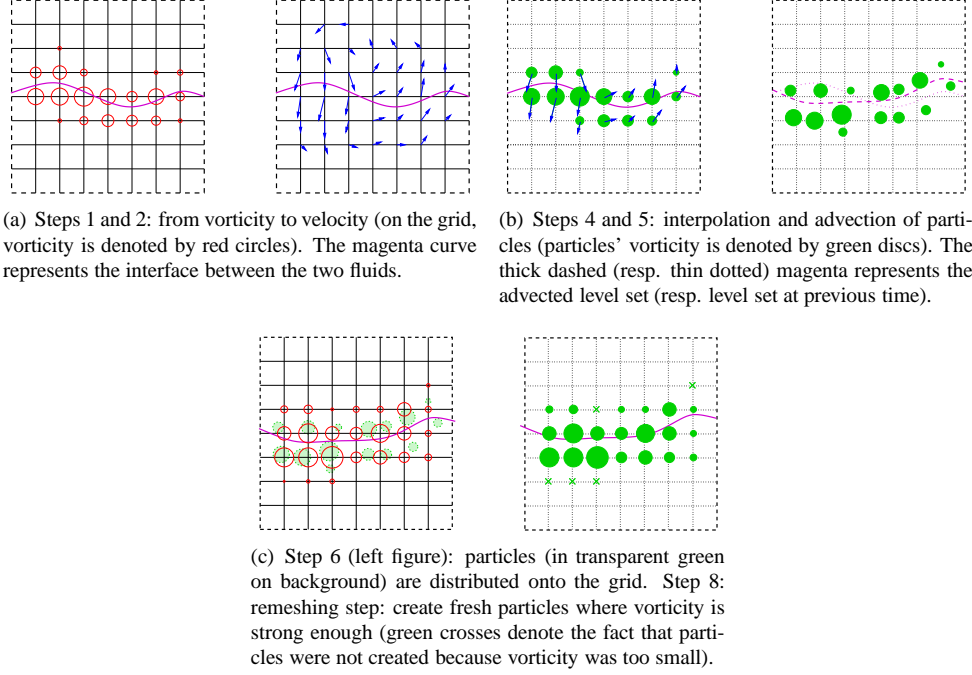 (a) Steps 1 and 2: from vorticity to velocity (on the grid,
vorticity is denoted by red circles). The magenta curve
represents the interface between the two fluids.
(b) Steps 4 and 5: interpolation and advection of parti-
cles (particles' vorticity is denoted by green discs). The
thick dashed (resp. thin dotted) magenta represents the
advected level set (resp. level set at previous time).
(c) Step 6 (left figure): particles (in transparent green
on background) are distributed onto the grid. Step 8:
remeshing step: create fresh particles where vorticity is
strong enough (green crosses denote the fact that parti-
cles were not created because vorticity was too small).